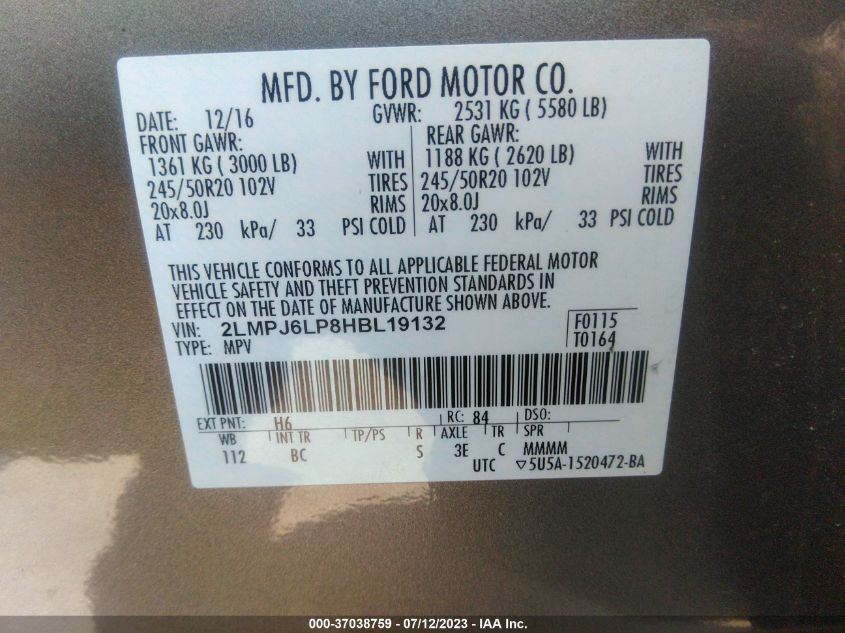 MFD. BY FORD MOTOR CO.
DATE: 12/16 GVWR: 2531 KG ( 5580 LB)
FRONT GAWR: REAR GAWR:
1361 KG ( 3000 LB) WITH 1188 KG ( 2620 LB) WITH
245/50R20 102V TIRES 245/50R20 102V TIRES
20x8.0J RIMS 20x8.0J RIMS
AT 230 kPa/ 33 PSI COLD AT 230 kPa/ 33 PSI COLD
THIS VEHICLE CONFORMS TO ALL APPLICABLE FEDERAL MOTOR
VEHICLE SAFETY AND THEFT PREVENTION STANDARDS IN
EFFECT ON THE DATE OF MANUFACTURE SHOWN ABOVE.
VIN: 2LMPJ6LP8HBL19132 F0115
TYPE: MPV T0164
EXT PNT: H6 RC: 84 DSO:
WB INT TR TP/PS R AXLE TR SPR
112 BC S 3E C MMMM
UTC ▽5U5A-1520472-BA
000-37038759 - 07/12/2023 - IAA Inc.